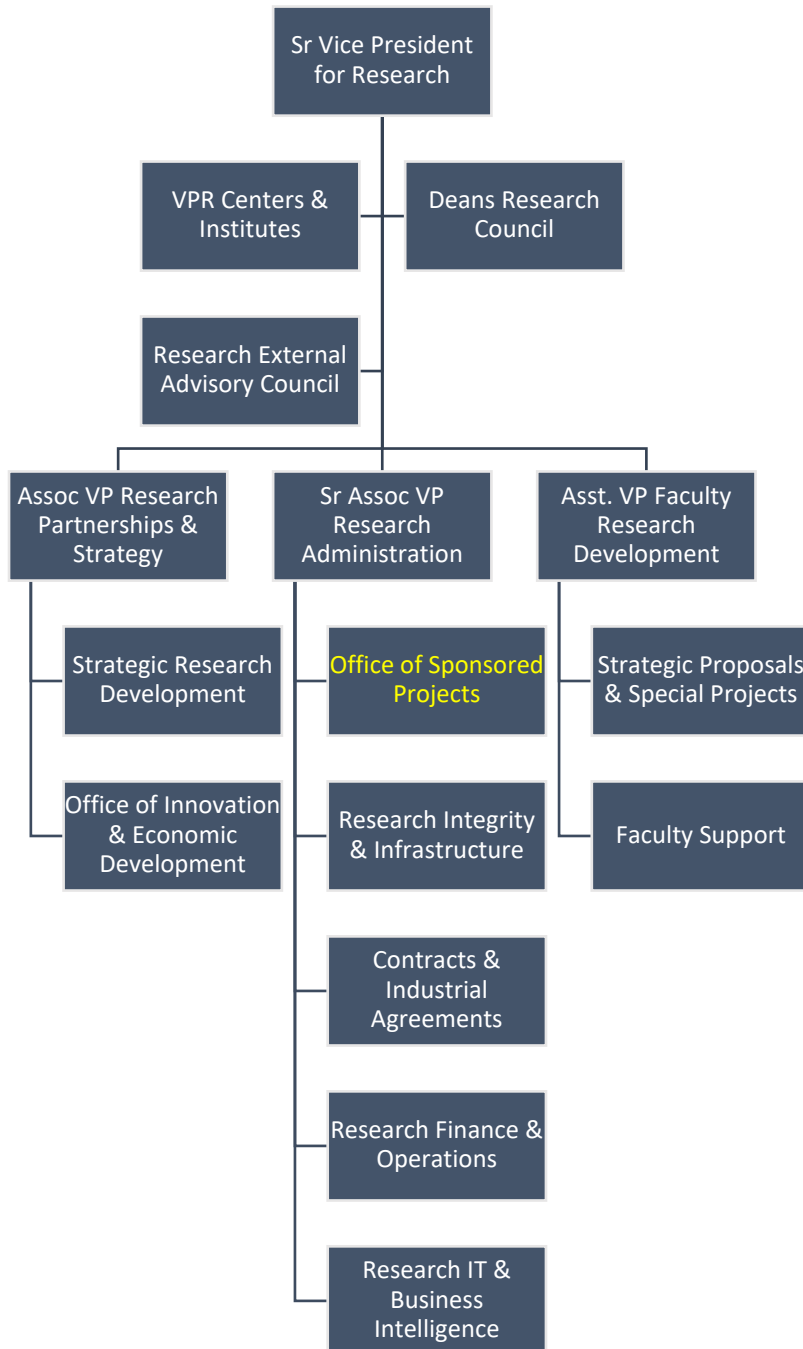 Sr Vice President
for Research
VPR Centers &
Institutes
Deans Research
Council
Research External
Advisory Council
Assoc VP Research
Partnerships &
Strategy
Sr Assoc VP
Research
Administration
Asst. VP Faculty
Research
Development
Strategic Research
Development
Office of Innovation
& Economic
Development
Office of Sponsored
Projects
Research Integrity
& Infrastructure
Contracts &
Industrial
Agreements
Research Finance &
Operations
Research IT &
Business
Intelligence
Strategic Proposals
& Special Projects
Faculty Support